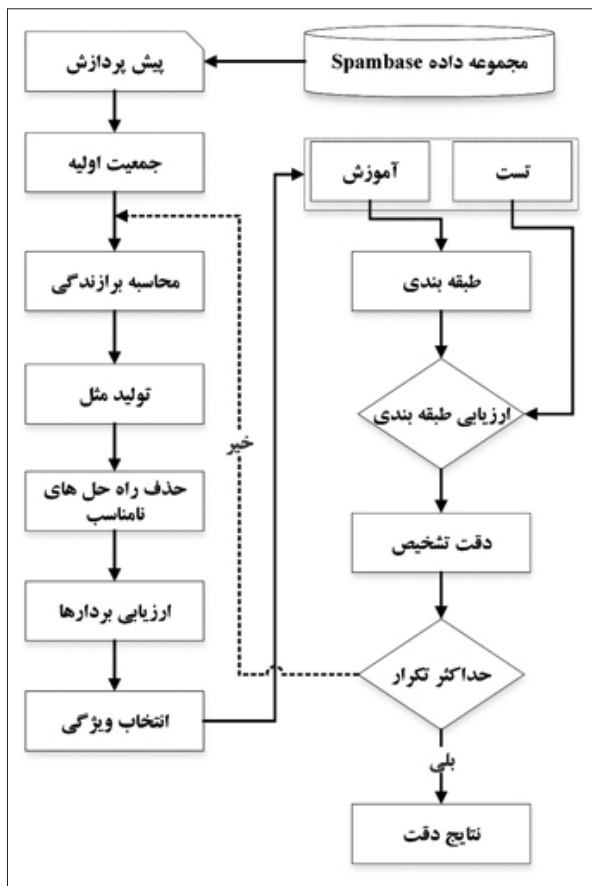 مجموعه داده Spambase
پیش پردازش
جمعیت اولیه
محاسبه برازندگی
تولید مثل
حذف راه حل های
نامناسب
ارزیابی بردارها
انتخاب ویژگی
آموزش
تست
طبقه بندی
ارزیابی طبقه بندی
دقت تشخیص
حداکثر تکرار
خیر
بلی
نتایج دقت